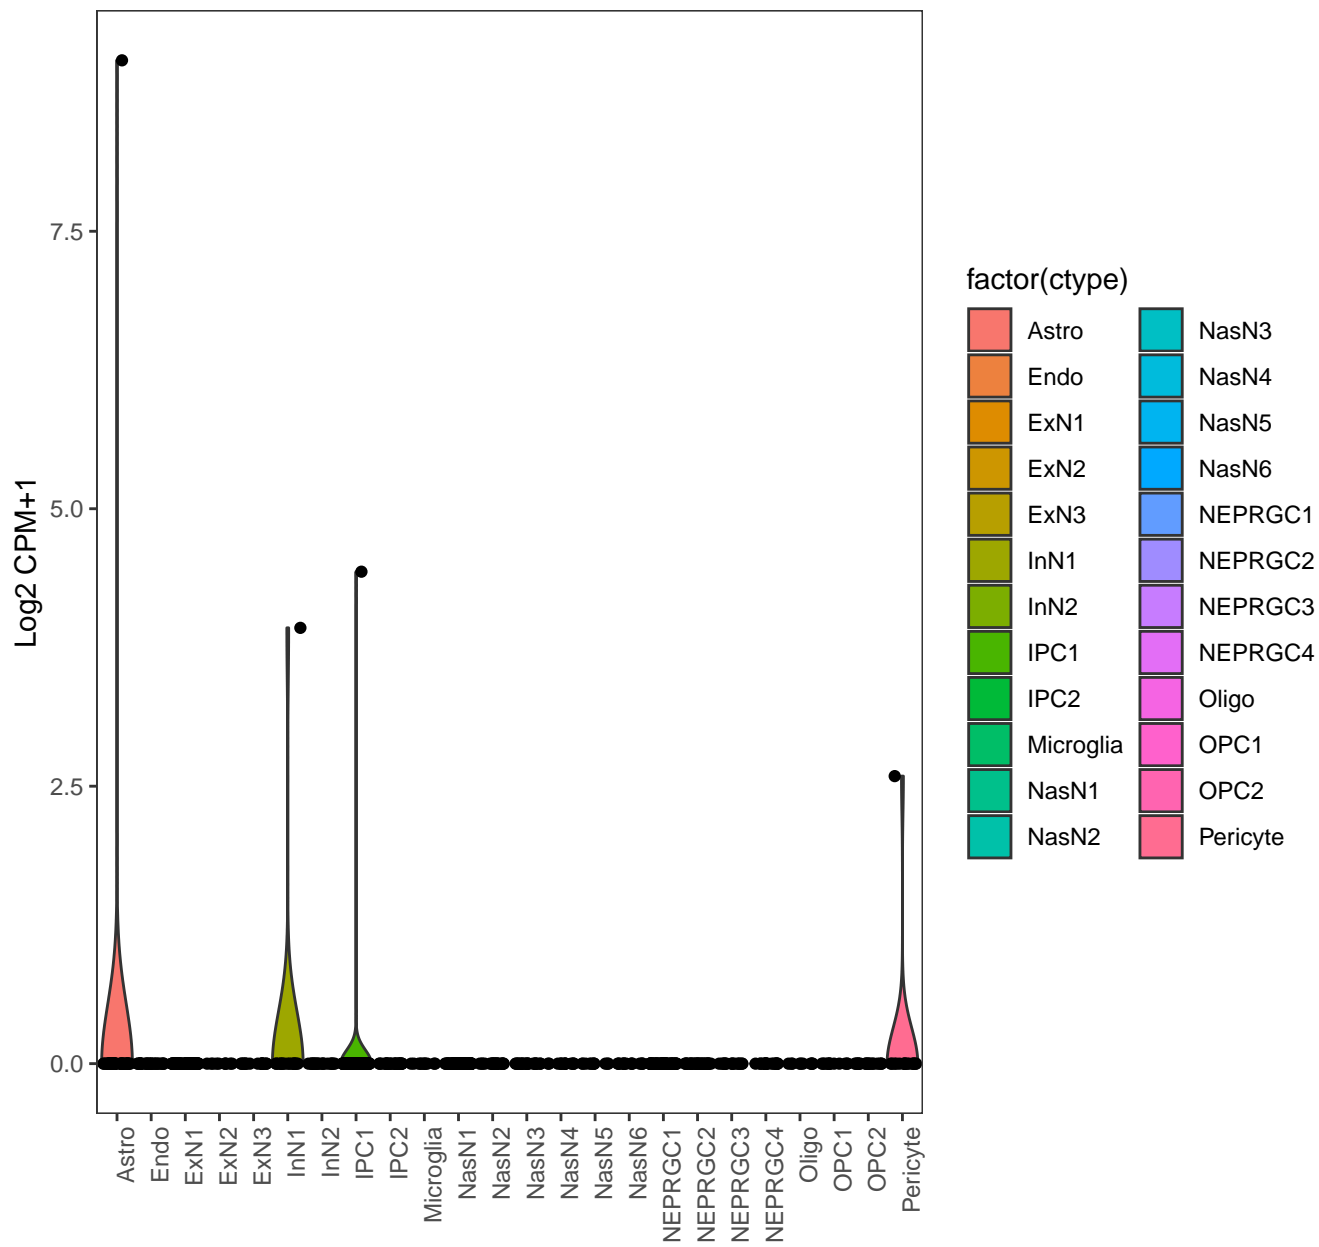 Log2 CPM+1
7.5
5.0
2.5
0.0
Astro
Endo
ExN1
ExN2
ExN3
InN1
InN2
IPC1
IPC2
Microglia
NasN1
NasN2
NasN3
NasN4
NasN5
NasN6
NEPRGC1
NEPRGC2
NEPRGC3
NEPRGC4
Oligo
OPC1
OPC2
Pericyte
factor(ctype)
Astro
Endo
ExN1
ExN2
ExN3
InN1
InN2
IPC1
IPC2
Microglia
NasN1
NasN2
NasN3
NasN4
NasN5
NasN6
NEPRGC1
NEPRGC2
NEPRGC3
NEPRGC4
Oligo
OPC1
OPC2
Pericyte